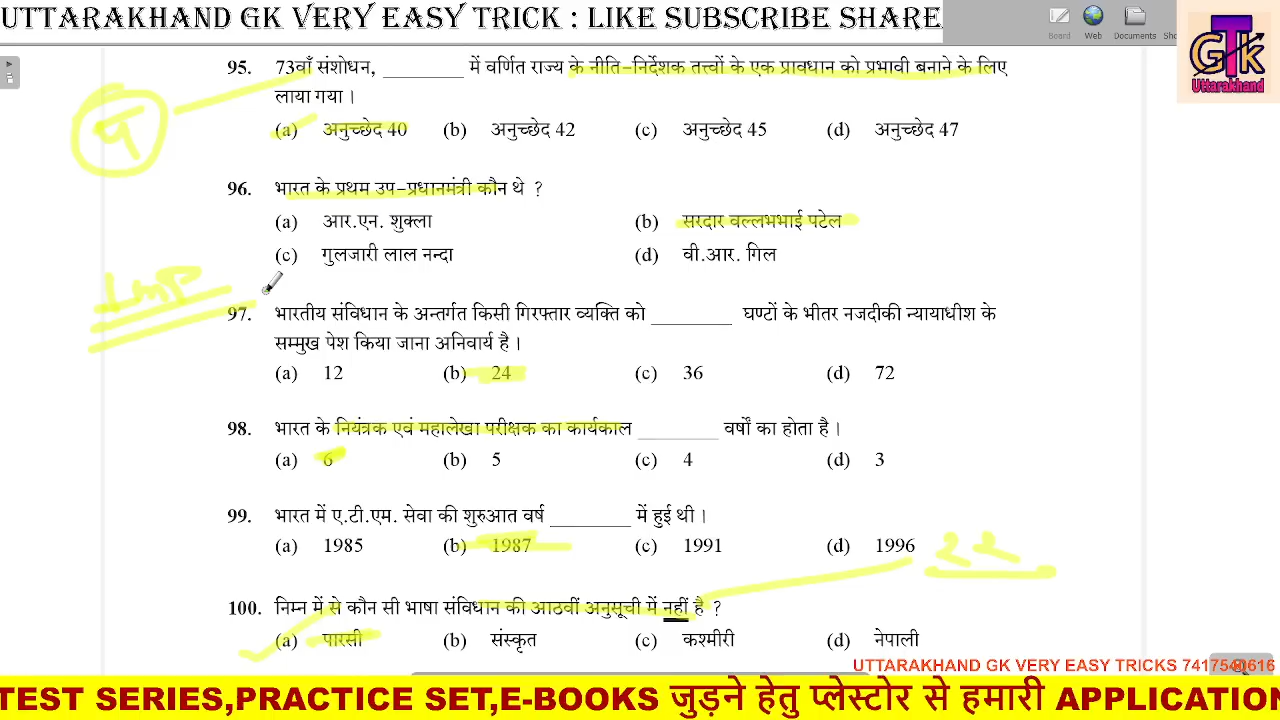 UTTARAKHAND GK VERY EASY TRICK : LIKE SUBSCRIBE SHARE
Board Web Documents Sho
GTK
Uttarakhand
95. 73वाँ संशोधन, ________ में वर्णित राज्य के नीति-निर्देशक तत्त्वों के एक प्रावधान को प्रभावी बनाने के लिए
लाया गया।
प
(a) अनुच्छेद 40 (b) अनुच्छेद 42 (c) अनुच्छेद 45 (d) अनुच्छेद 47
96. भारत के प्रथम उप-प्रधानमंत्री कौन थे ?
(a) आर.एन. शुक्ला (b) सरदार वल्लभभाई पटेल
(c) गुलजारी लाल नन्दा (d) वी.आर. गिल
Imp
97. भारतीय संविधान के अन्तर्गत किसी गिरफ्तार व्यक्ति को ________ घण्टों के भीतर नजदीकी न्यायाधीश के
सम्मुख पेश किया जाना अनिवार्य है।
(a) 12 (b) 24 (c) 36 (d) 72
98. भारत के नियंत्रक एवं महालेखा परीक्षक का कार्यकाल ________ वर्षों का होता है।
(a) 6 (b) 5 (c) 4 (d) 3
99. भारत में ए.टी.एम. सेवा की शुरुआत वर्ष ________ में हुई थी।
(a) 1985 (b) 1987 (c) 1991 (d) 1996
२२
100. निम्न में से कौन सी भाषा संविधान की आठवीं अनुसूची में नहीं है ?
(a) पारसी (b) संस्कृत (c) कश्मीरी (d) नेपाली
UTTARAKHAND GK VERY EASY TRICKS 7417540616
TEST SERIES,PRACTICE SET,E-BOOKS जुड़ने हेतु प्लेस्टोर से हमारी APPLICATION